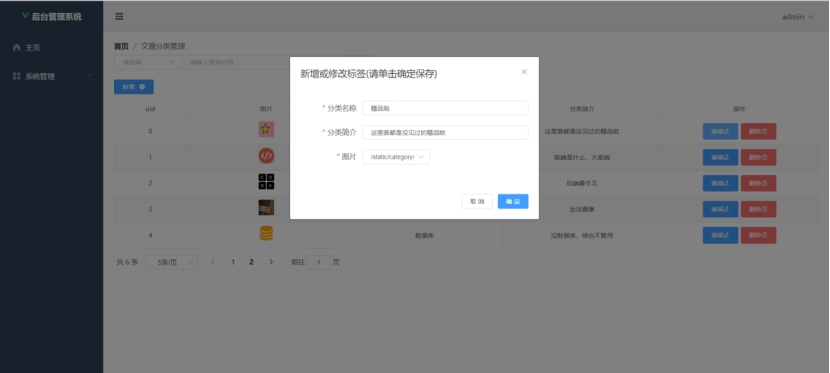 后台管理系统
admin
主页
系统管理
首页 / 文章分类管理
请选择
请输入查询内容
新增
新增或修改标签(请单击确定保存)
* 分类名称 精品贴
* 分类简介 这里面都是没见过的精品欧
* 图片 /static/category/
取 消 确 定
uid 图片 分类简介 操作
0 这里面都是没见过的精品欧 编辑 删除
1 前端是什么，大前端 编辑 删除
2 后端最牛叉 编辑 删除
3 生活图事 编辑 删除
4 数据库 没数据库，啥也不是 编辑 删除
共 6 条 5条/页 1 2 前往 1 页